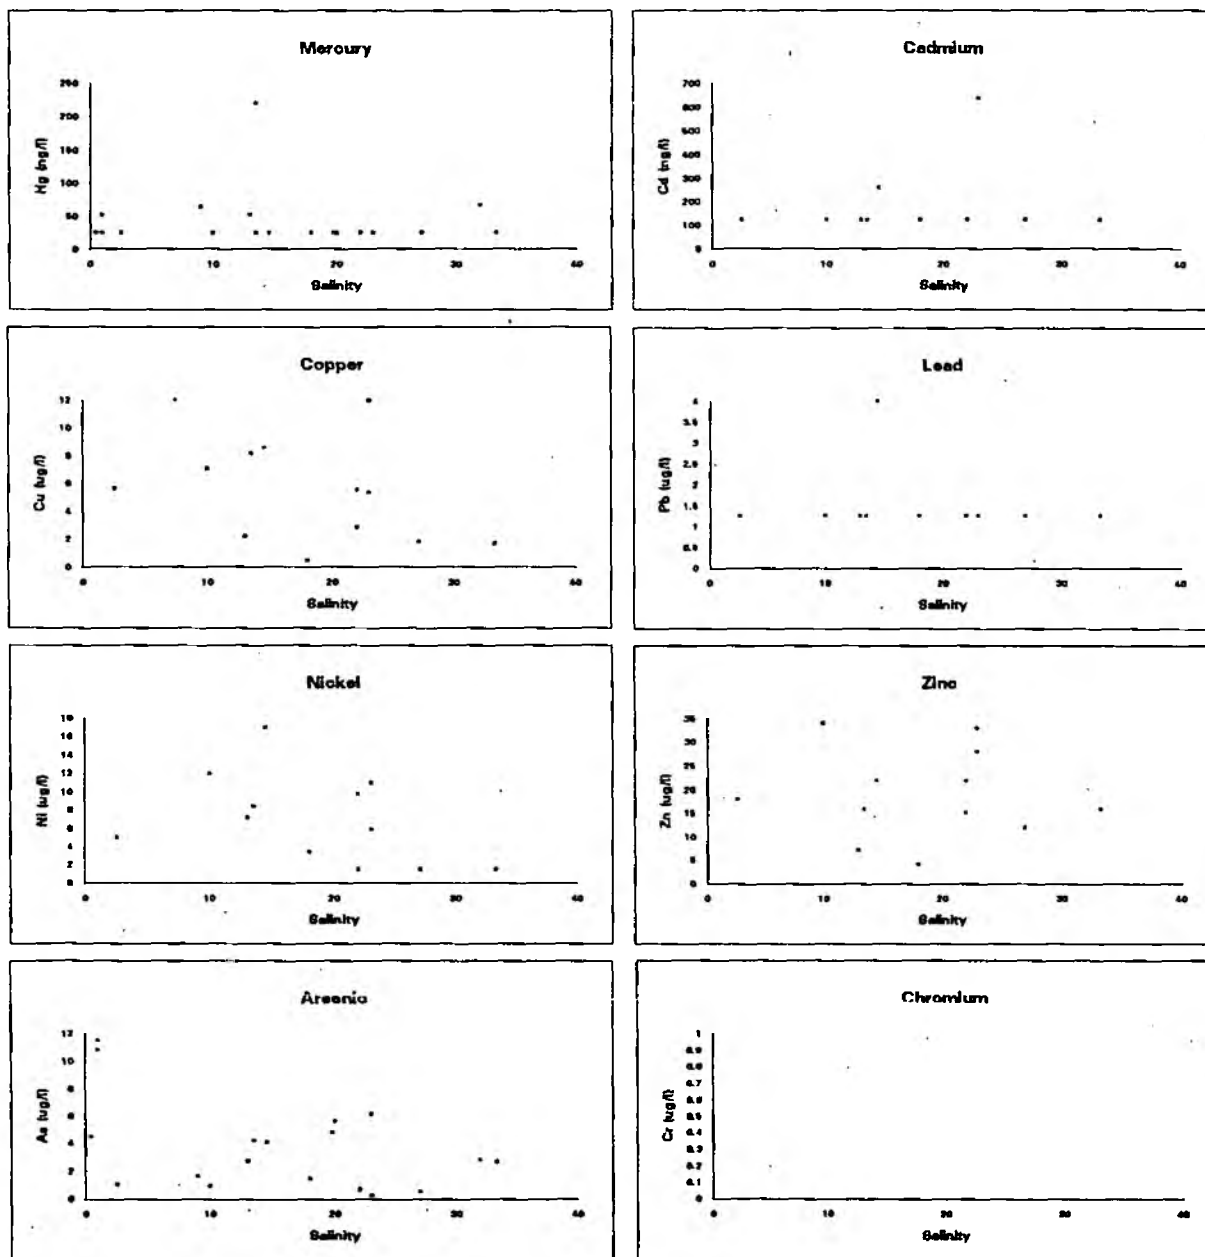 Mercury
Hg (ng/l)
250
200
150
100
50
0
0 10 20 30 40
Salinity
Cadmium
Cd (ng/l)
700
600
500
400
300
200
100
0
0 10 20 30 40
Salinity
Copper
Cu (ug/l)
12
10
8
6
4
2
0
0 10 20 30 40
Salinity
Lead
Pb (ug/l)
4
3.5
3
2.5
2
1.5
1
0.5
0
0 10 20 30 40
Salinity
Nickel
Ni (ug/l)
18
16
14
12
10
8
6
4
2
0
0 10 20 30 40
Salinity
Zinc
Zn (ug/l)
35
30
25
20
15
10
5
0
0 10 20 30 40
Salinity
Arsenic
As (ug/l)
12
10
8
6
4
2
0
0 10 20 30 40
Salinity
Chromium
Cr (ug/l)
1
0.9
0.8
0.7
0.6
0.5
0.4
0.3
0.2
0.1
0
0 10 20 30 40
Salinity